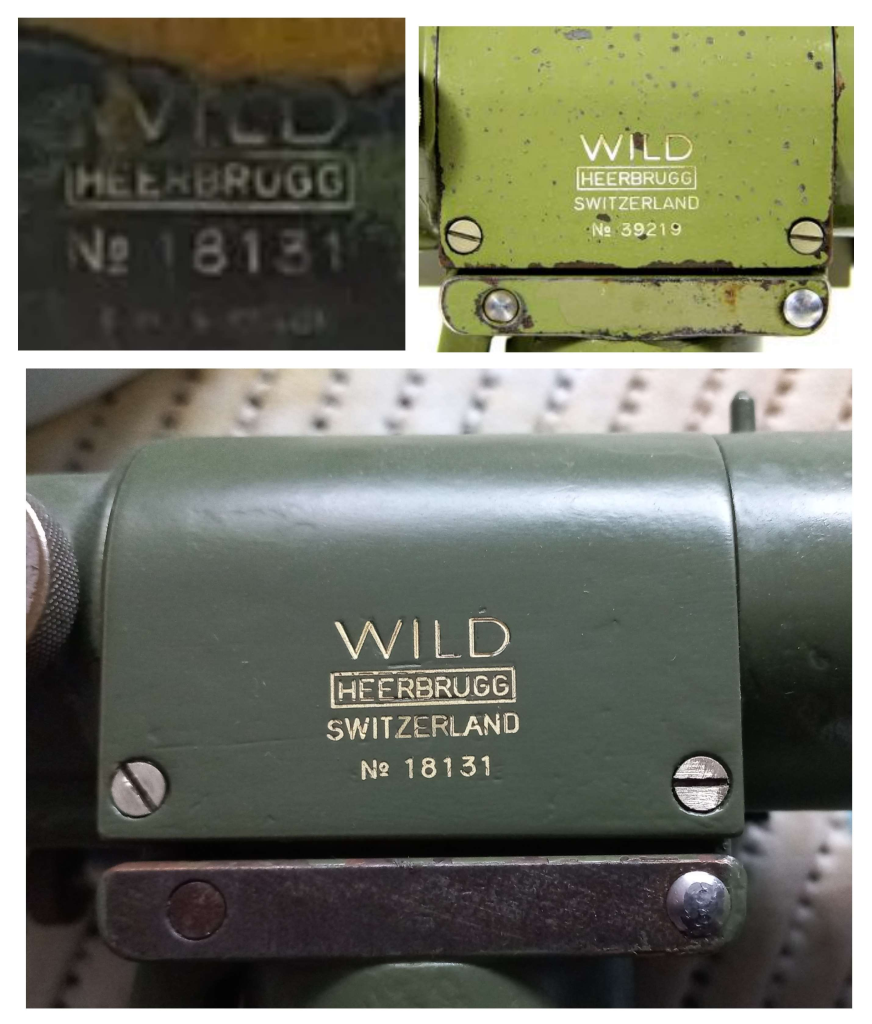 WILD
HEERBRUGG
№ 18131
WILD
HEERBRUGG
SWITZERLAND
№ 39219
WILD
HEERBRUGG
SWITZERLAND
№ 18131